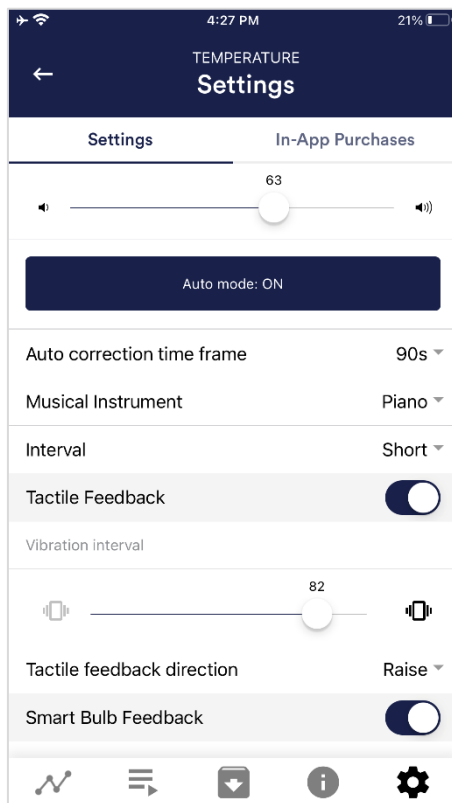 4:27 PM
21%
TEMPERATURE
Settings
Settings In-App Purchases
63
Auto mode: ON
Auto correction time frame 90s
Musical Instrument Piano
Interval Short
Tactile Feedback
Vibration interval
82
Tactile feedback direction Raise
Smart Bulb Feedback